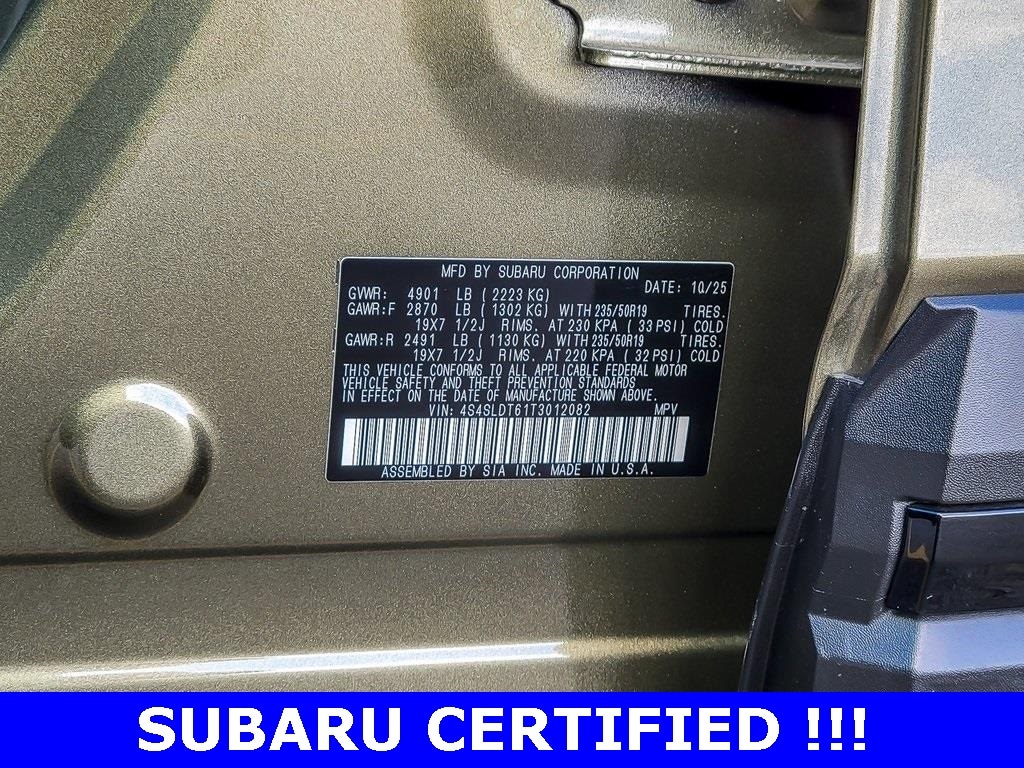 MFD BY SUBARU CORPORATION
GVWR: 4901 LB ( 2223 KG) DATE: 10/25
GAWR:F 2870 LB ( 1302 KG) WITH 235/50R19 TIRES.
19X7 1/2J RIMS. AT 230 KPA ( 33 PSI) COLD
GAWR:R 2491 LB ( 1130 KG) WITH 235/50R19 TIRES.
19X7 1/2J RIMS. AT 220 KPA ( 32 PSI) COLD
THIS VEHICLE CONFORMS TO ALL APPLICABLE FEDERAL MOTOR
VEHICLE SAFETY AND THEFT PREVENTION STANDARDS
IN EFFECT ON THE DATE OF MANUFACTURE SHOWN ABOVE.
VIN: 4S4SLDT61T3012082 MPV
ASSEMBLED BY SIA INC. MADE IN U.S.A.
SUBARU CERTIFIED !!!